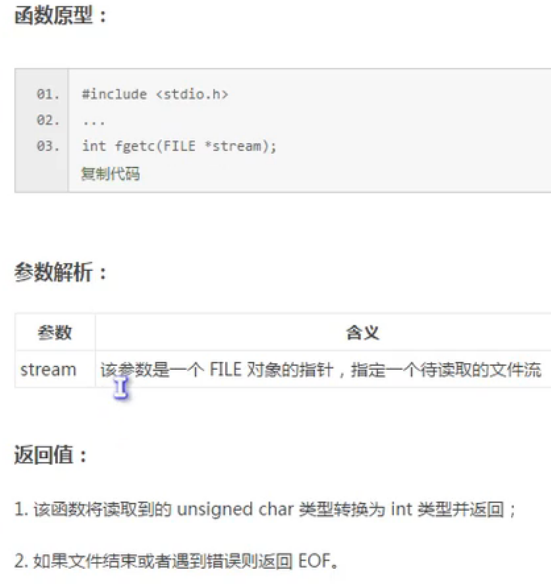 函数原型：
01. #include <stdio.h>
02. ...
03. int fgetc(FILE *stream);
复制代码
参数解析：
参数 含义
stream 该参数是一个 FILE 对象的指针，指定一个待读取的文件流
返回值：
1. 该函数将读取到的 unsigned char 类型转换为 int 类型并返回；
2. 如果文件结束或者遇到错误则返回 EOF。